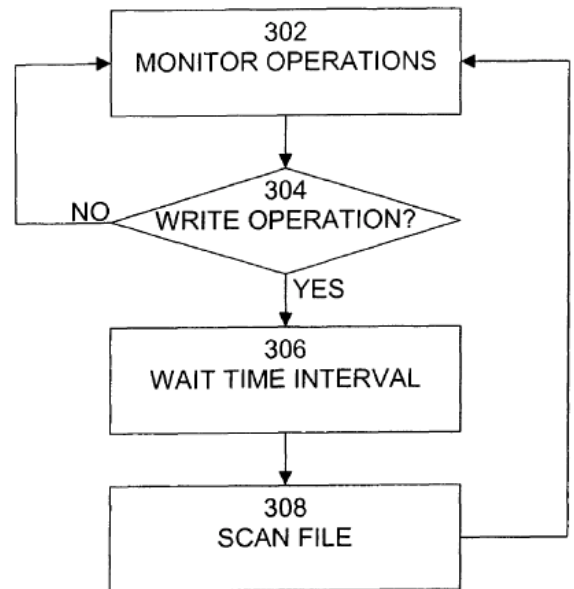 302
MONITOR OPERATIONS
304
NO
WRITE OPERATION?
YES
306
WAIT TIME INTERVAL
308
SCAN FILE